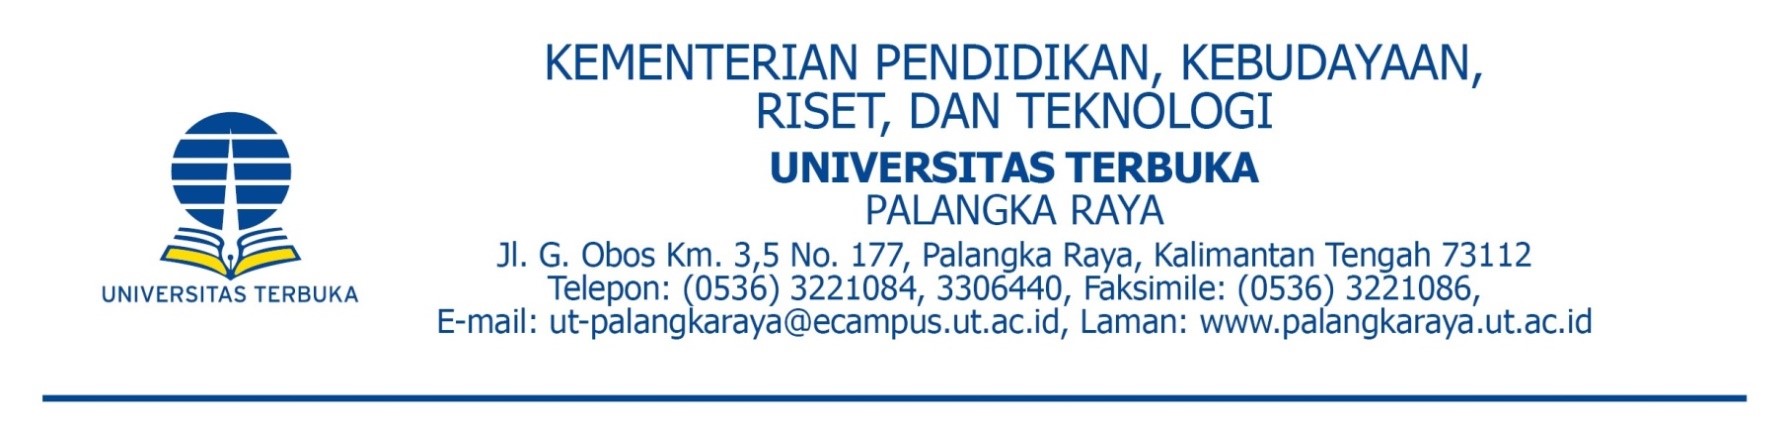 KEMENTERIAN PENDIDIKAN, KEBUDAYAAN,
RISET, DAN TEKNOLOGI
UNIVERSITAS TERBUKA
PALANGKA RAYA
Jl. G. Obos Km. 3,5 No. 177, Palangka Raya, Kalimantan Tengah 73112
Telepon: (0536) 3221084, 3306440, Faksimile: (0536) 3221086,
E-mail: ut-palangkaraya@ecampus.ut.ac.id, Laman: www.palangkaraya.ut.ac.id
UNIVERSITAS TERBUKA